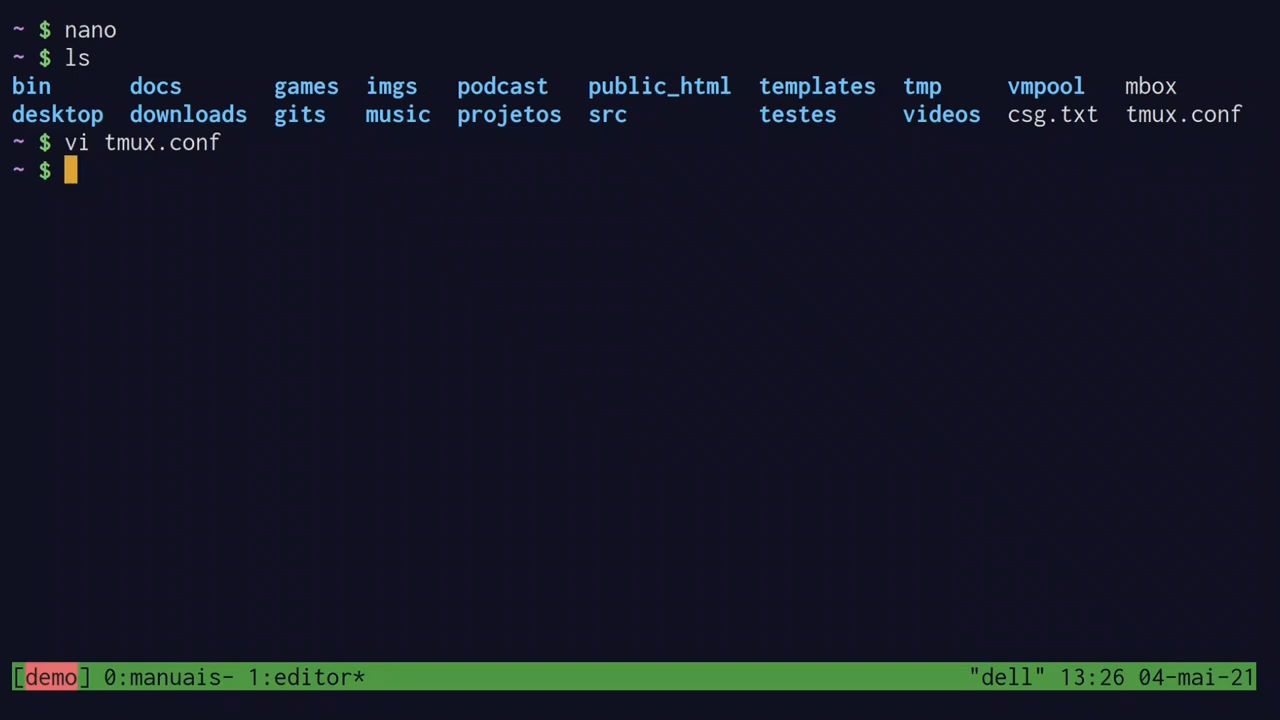 ~ $ nano
~ $ ls
bin docs games imgs podcast public_html templates tmp vmpool mbox
desktop downloads gits music projetos src testes videos csg.txt tmux.conf
~ $ vi tmux.conf
~ $
[demo] 0:manuais- 1:editor* "dell" 13:26 04-mai-21